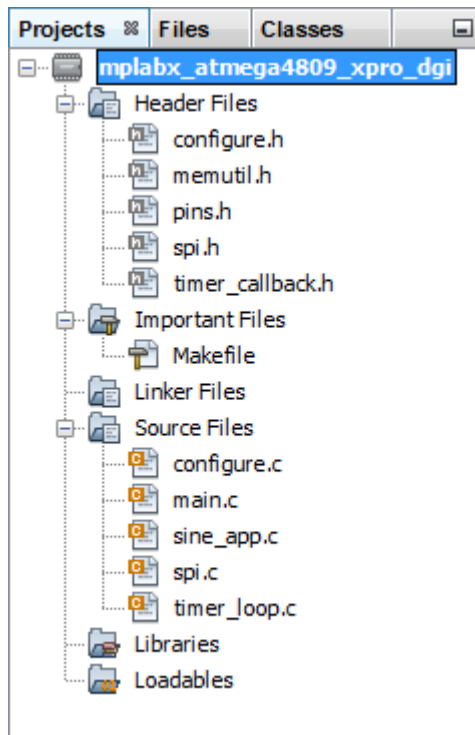 Projects Files Classes
mplabx_atmega4809_xpro_dgi
Header Files
configure.h
memutil.h
pins.h
spi.h
timer_callback.h
Important Files
Makefile
Linker Files
Source Files
configure.c
main.c
sine_app.c
spi.c
timer_loop.c
Libraries
Loadables